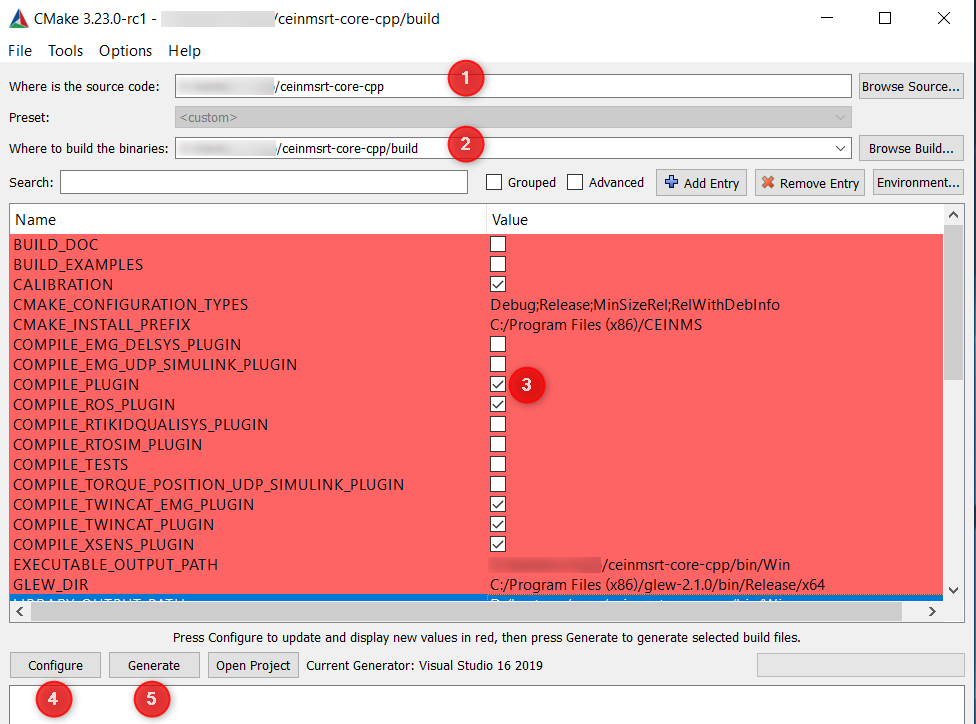 CMake 3.23.0-rc1 - /ceinmsrt-core-cpp/build
File Tools Options Help
Where is the source code: /ceinmsrt-core-cpp 1 Browse Source...
Preset: <custom>
Where to build the binaries: /ceinmsrt-core-cpp/build 2 Browse Build...
Search: Grouped Advanced Add Entry Remove Entry Environment...
Name Value
BUILD_DOC
BUILD_EXAMPLES
CALIBRATION
CMAKE_CONFIGURATION_TYPES Debug;Release;MinSizeRel;RelWithDebInfo
CMAKE_INSTALL_PREFIX C:/Program Files (x86)/CEINMS
COMPILE_EMG_DELSYS_PLUGIN
COMPILE_EMG_UDP_SIMULINK_PLUGIN
COMPILE_PLUGIN 3
COMPILE_ROS_PLUGIN
COMPILE_RTIKIDQUALISYS_PLUGIN
COMPILE_RTOSIM_PLUGIN
COMPILE_TESTS
COMPILE_TORQUE_POSITION_UDP_SIMULINK_PLUGIN
COMPILE_TWINCAT_EMG_PLUGIN
COMPILE_TWINCAT_PLUGIN
COMPILE_XSENS_PLUGIN
EXECUTABLE_OUTPUT_PATH /ceinmsrt-core-cpp/bin/Win
GLEW_DIR C:/Program Files (x86)/glew-2.1.0/bin/Release/x64
LIBRARY_OUTPUT_PATH
Press Configure to update and display new values in red, then press Generate to generate selected build files.
Configure Generate Open Project Current Generator: Visual Studio 16 2019
4 5